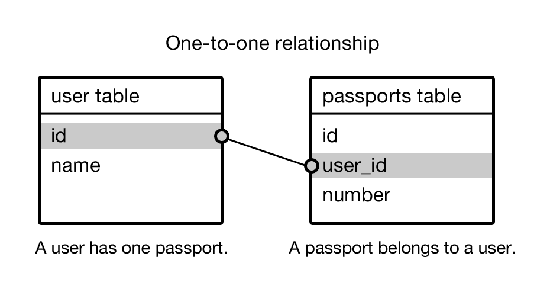 One-to-one relationship
user table
id
name
A user has one passport.
passports table
id
user_id
number
A passport belongs to a user.